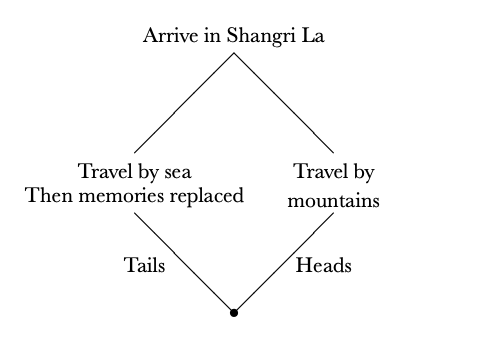 Arrive in Shangri La
Travel by sea
Then memories replaced
Travel by
mountains
Tails
Heads